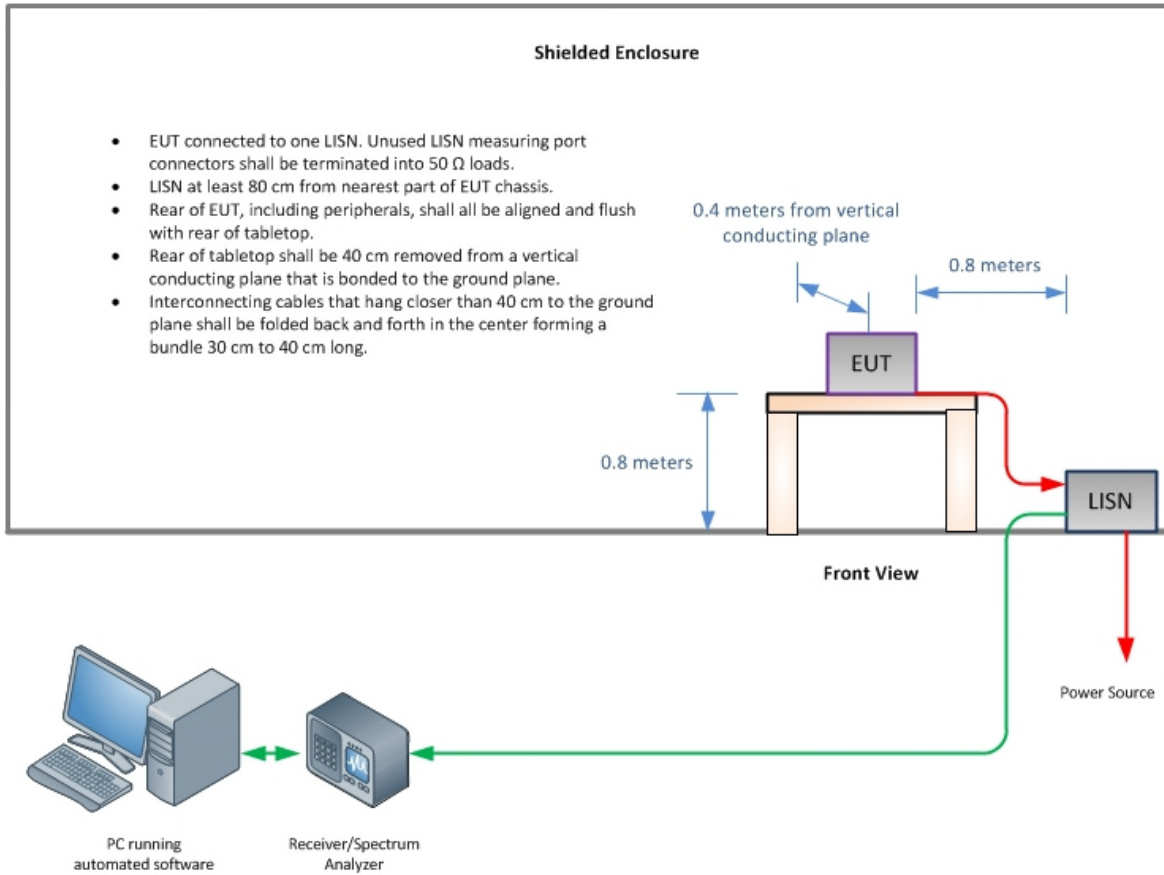 Shielded Enclosure
• EUT connected to one LISN. Unused LISN measuring port
connectors shall be terminated into 50 Ω loads.
• LISN at least 80 cm from nearest part of EUT chassis.
• Rear of EUT, including peripherals, shall all be aligned and flush
with rear of tabletop.
• Rear of tabletop shall be 40 cm removed from a vertical
conducting plane that is bonded to the ground plane.
• Interconnecting cables that hang closer than 40 cm to the ground
plane shall be folded back and forth in the center forming a
bundle 30 cm to 40 cm long.
0.4 meters from vertical
conducting plane
0.8 meters
EUT
0.8 meters
LISN
Front View
Power Source
PC running
automated software
Receiver/Spectrum
Analyzer